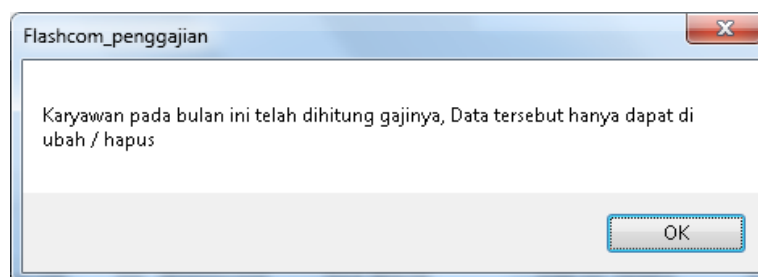 Flashcom_penggajian
Karyawan pada bulan ini telah dihitung gajinya, Data tersebut hanya dapat di
ubah / hapus
OK